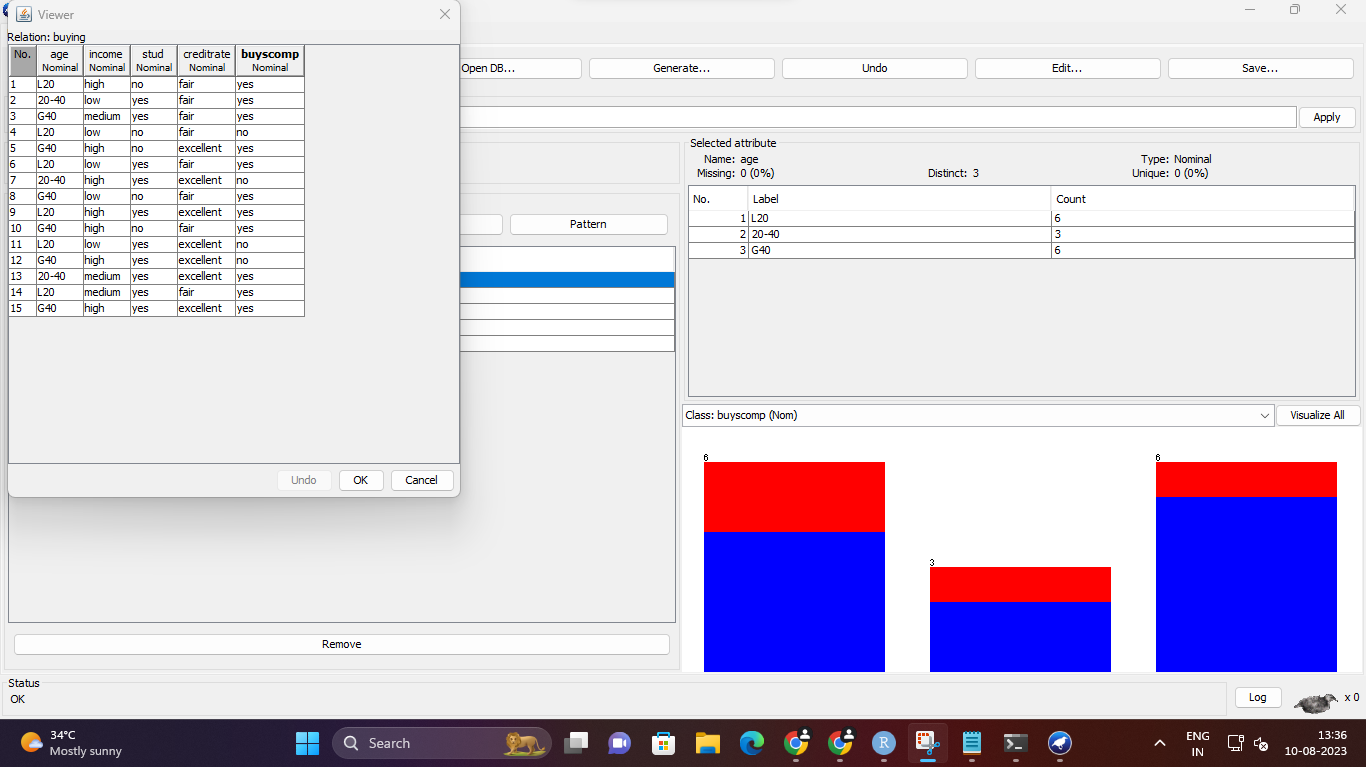 Viewer
Relation: buying
No. age income stud creditrate buyscomp
Nominal Nominal Nominal Nominal Nominal
1 L20 high no fair yes
2 20-40 low yes fair yes
3 G40 medium yes fair yes
4 L20 low no fair no
5 G40 high no excellent yes
6 L20 low yes fair yes
7 20-40 high yes excellent no
8 G40 low no fair yes
9 L20 high yes excellent yes
10 G40 high no fair yes
11 L20 low yes excellent no
12 G40 high yes excellent no
13 20-40 medium yes excellent yes
14 L20 medium yes fair yes
15 G40 high yes excellent yes
Undo OK Cancel
Open DB... Generate... Undo Edit... Save...
Apply
Pattern
Remove
Selected attribute
Name: age Type: Nominal
Missing: 0 (0%) Distinct: 3 Unique: 0 (0%)
No. Label Count
1 L20 6
2 20-40 3
3 G40 6
Class: buyscomp (Nom) Visualize All
6 3 6
Status
OK
Log x 0
34°C
Mostly sunny
Search
ENG
IN
13:36
10-08-2023